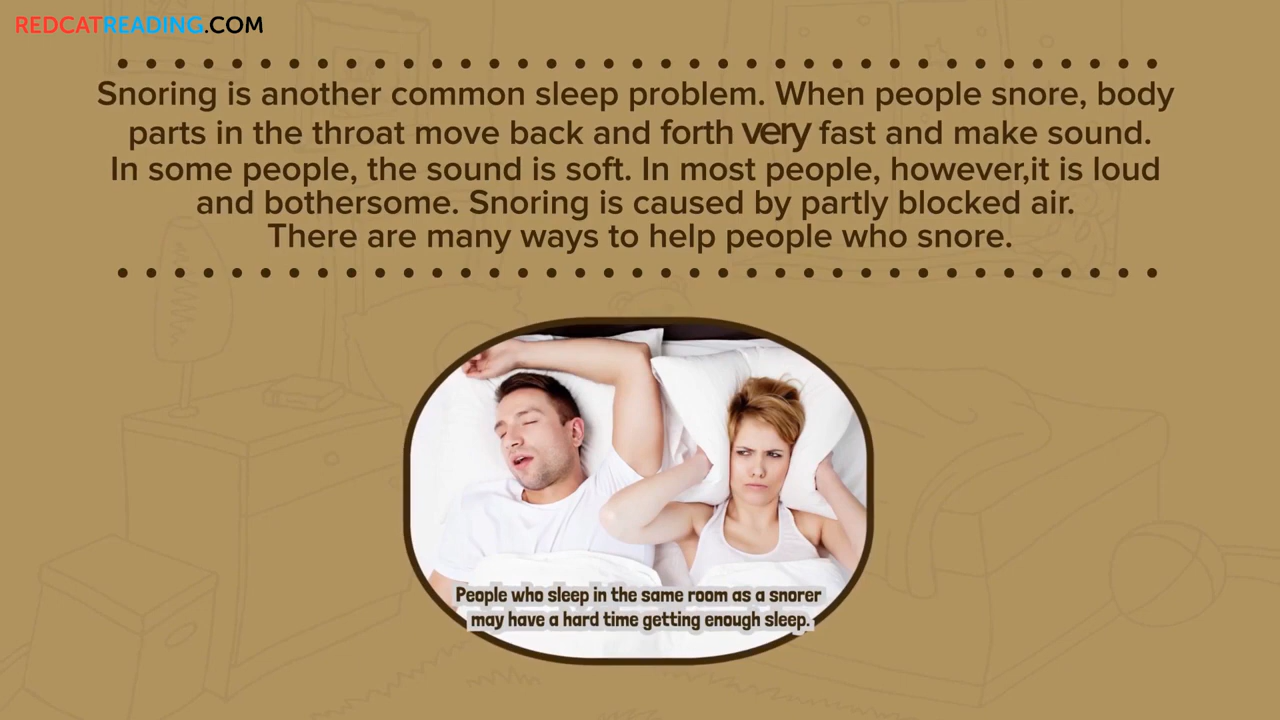 REDCATREADING.COM
Snoring is another common sleep problem. When people snore, body
parts in the throat move back and forth very fast and make sound.
In some people, the sound is soft. In most people, however,it is loud
and bothersome. Snoring is caused by partly blocked air.
There are many ways to help people who snore.
People who sleep in the same room as a snorer
may have a hard time getting enough sleep.